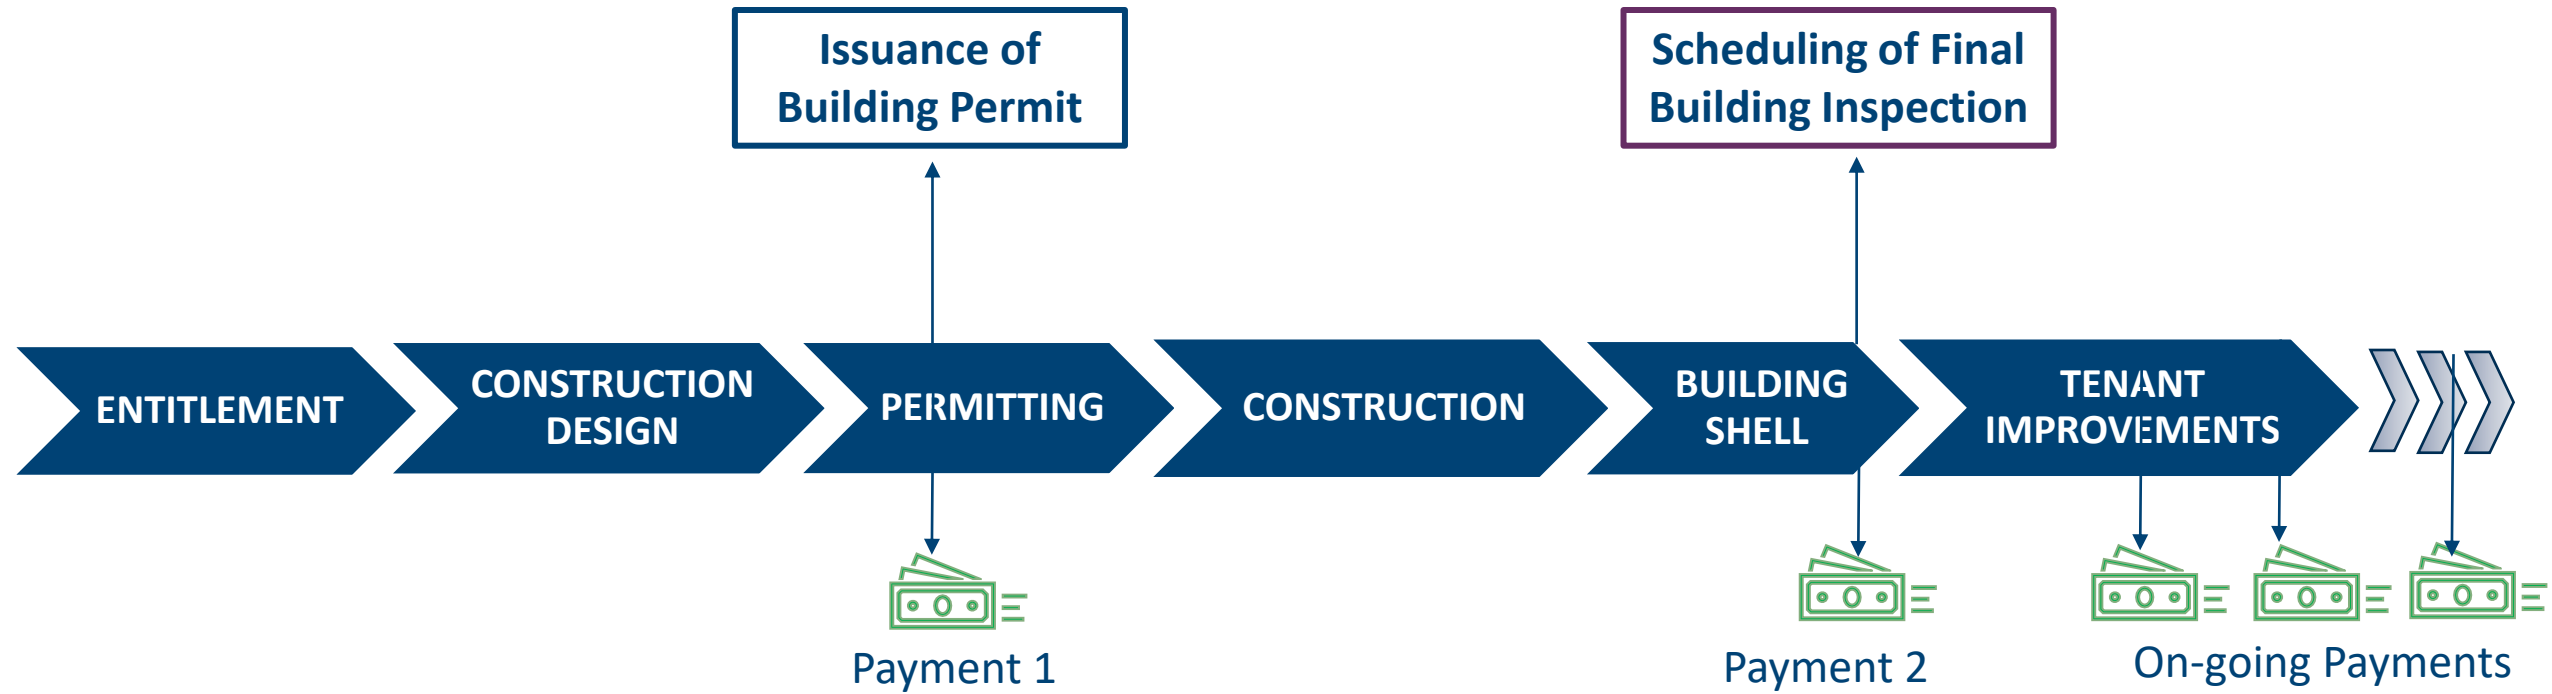 Issuance of
Building Permit
Scheduling of Final
Building Inspection
ENTITLEMENT
CONSTRUCTION
DESIGN
PERMITTING
CONSTRUCTION
BUILDING
SHELL
TENANT
IMPROVEMENTS
Payment 1
Payment 2
On-going Payments